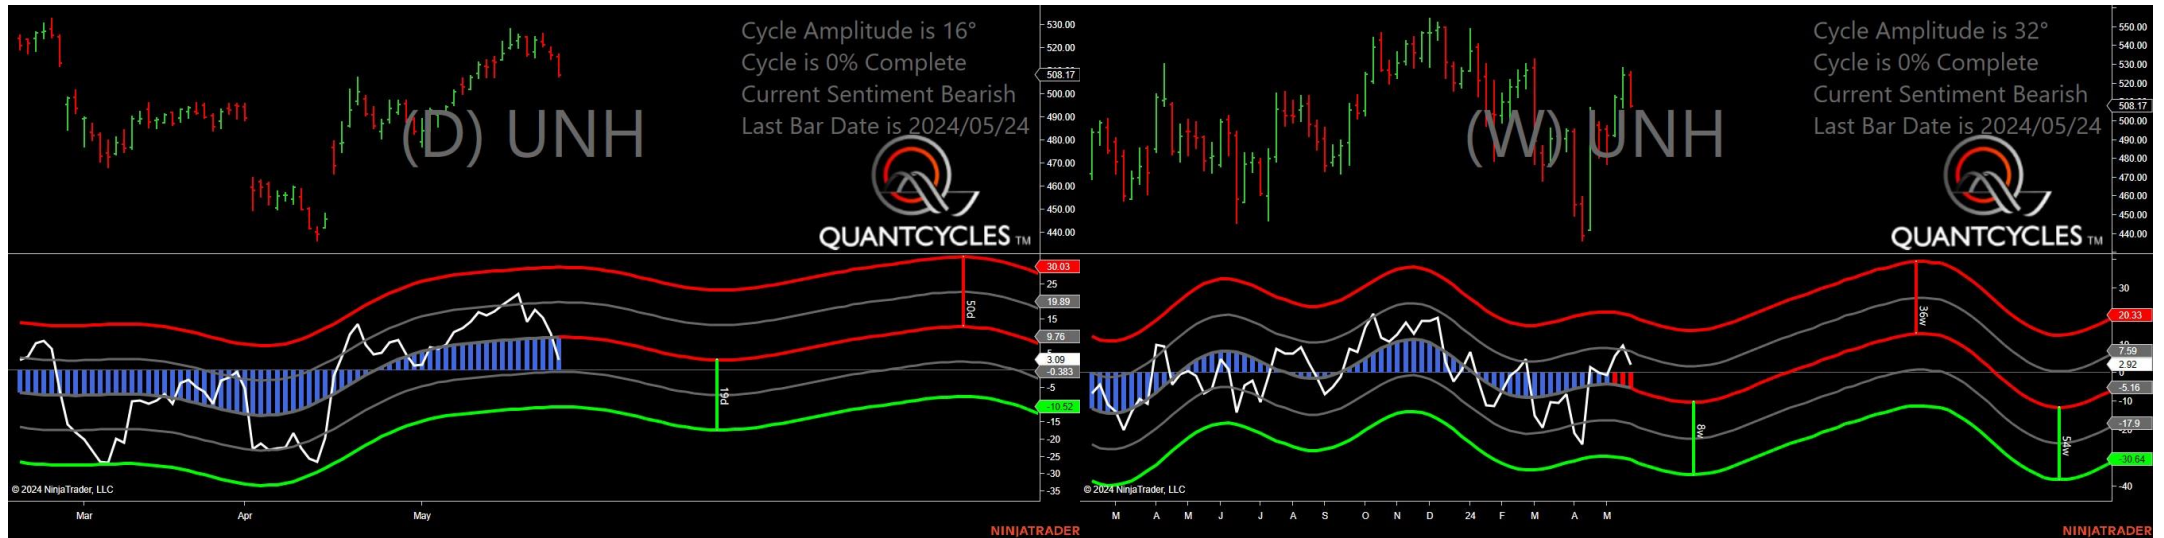 Cycle Amplitude is 16°
Cycle is 0% Complete
Current Sentiment Bearish
Last Bar Date is 2024/05/24
(D) UNH
QUANTCYCLES TM
530.00
520.00
508.17
500.00
490.00
480.00
470.00
460.00
450.00
440.00
30.03
25
19.89
15
9.76
3.09
-0.383
-5
-10.52
-15
-20
-25
-30
-35
50d
19d
© 2024 NinjaTrader, LLC
Mar
Apr
May
NINJATRADER
Cycle Amplitude is 32°
Cycle is 0% Complete
Current Sentiment Bearish
Last Bar Date is 2024/05/24
(W) UNH
QUANTCYCLES TM
550.00
540.00
530.00
520.00
508.17
500.00
490.00
480.00
470.00
460.00
450.00
440.00
30
20.33
7.59
2.92
0
-5.16
-10
-17.9
-30.64
-40
36w
8w
54w
© 2024 NinjaTrader, LLC
M
A
M
J
J
A
S
O
N
D
24
F
M
A
M
NINJATRADER